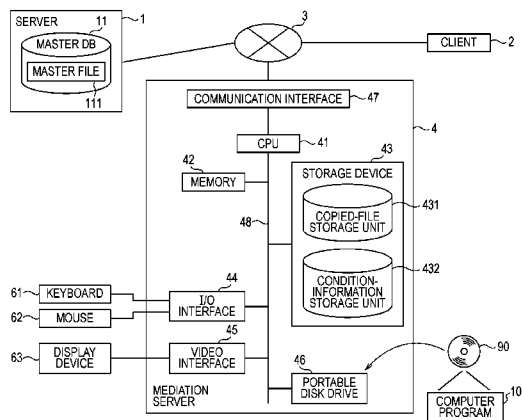 SERVER
1
11
MASTER DB
MASTER FILE
111
3
CLIENT
2
COMMUNICATION INTERFACE
47
4
CPU
41
42
MEMORY
43
STORAGE DEVICE
48
COPIED-FILE
STORAGE UNIT
431
CONDITION-
INFORMATION
STORAGE UNIT
432
61
KEYBOARD
44
I/O
INTERFACE
62
MOUSE
45
63
DISPLAY
DEVICE
VIDEO
INTERFACE
46
PORTABLE
DISK DRIVE
90
MEDIATION
SERVER
COMPUTER
PROGRAM
10